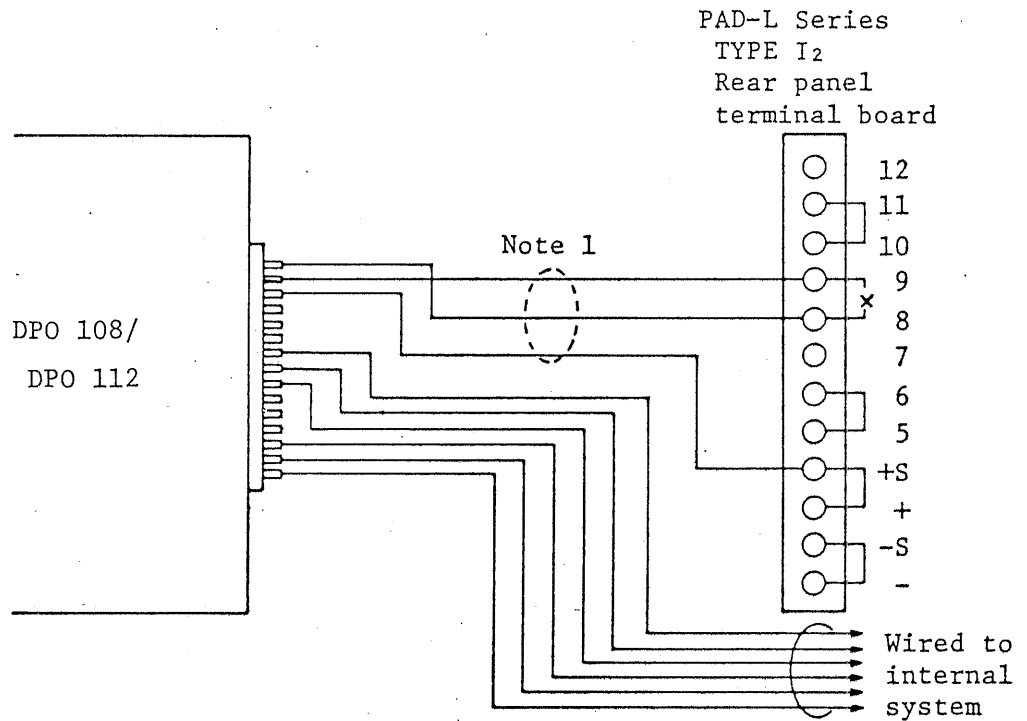 PAD-L Series
TYPE I₂
Rear panel
terminal board
12
11
10
Note 1
9
8
7
6
5
+S
+
-S
-
DPO 108/
DPO 112
Wired to
internal
system